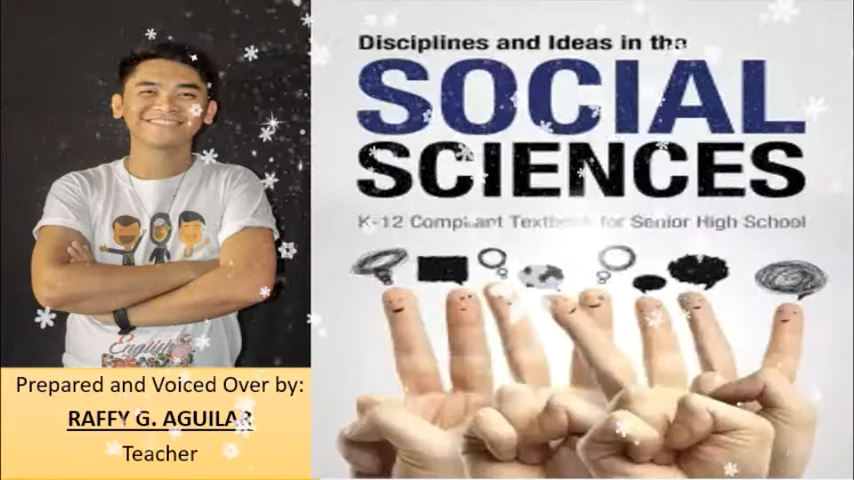 Disciplines and Ideas in the
SOCIAL
SCIENCES
K-12 Compliant Textbook for Senior High School
English
Prepared and Voiced Over by:
RAFFY G. AGUILAR
Teacher